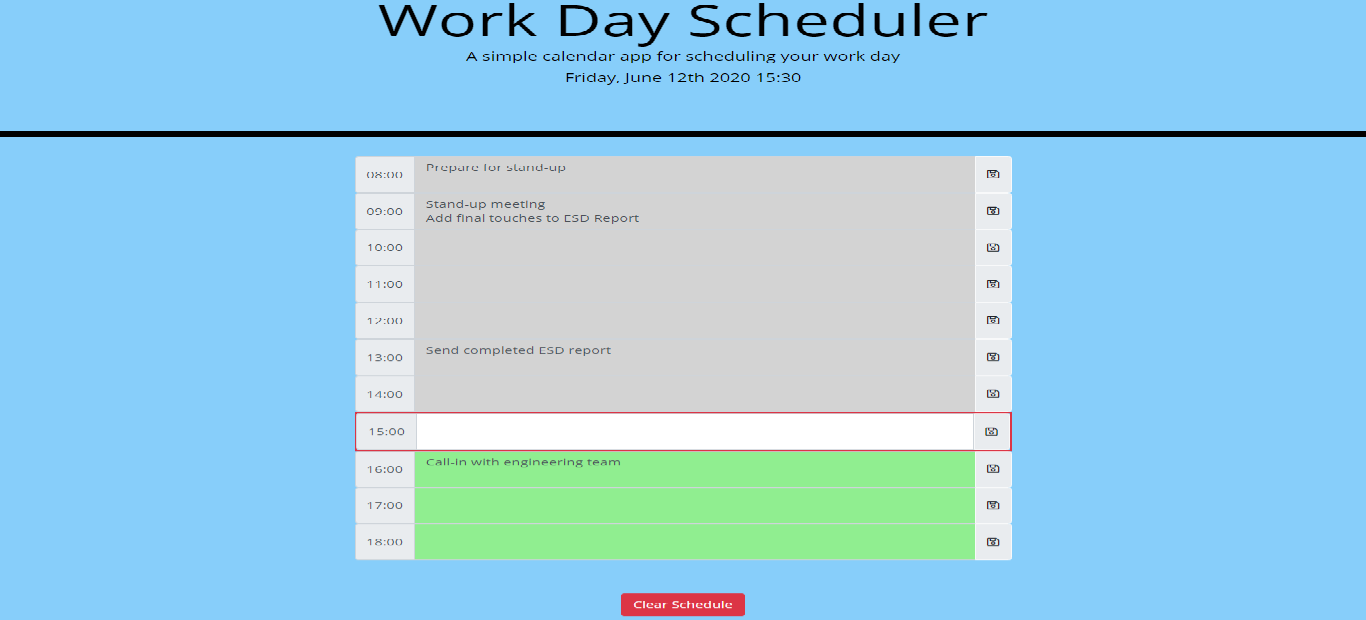 Work Day Scheduler
A simple calendar app for scheduling your work day
Friday, June 12th 2020 15:30
08:00 Prepare for stand-up
09:00 Stand-up meeting
Add final touches to ESD Report
10:00
11:00
12:00
13:00 Send completed ESD report
14:00
15:00
16:00 Call-in with engineering team
17:00
18:00
Clear Schedule